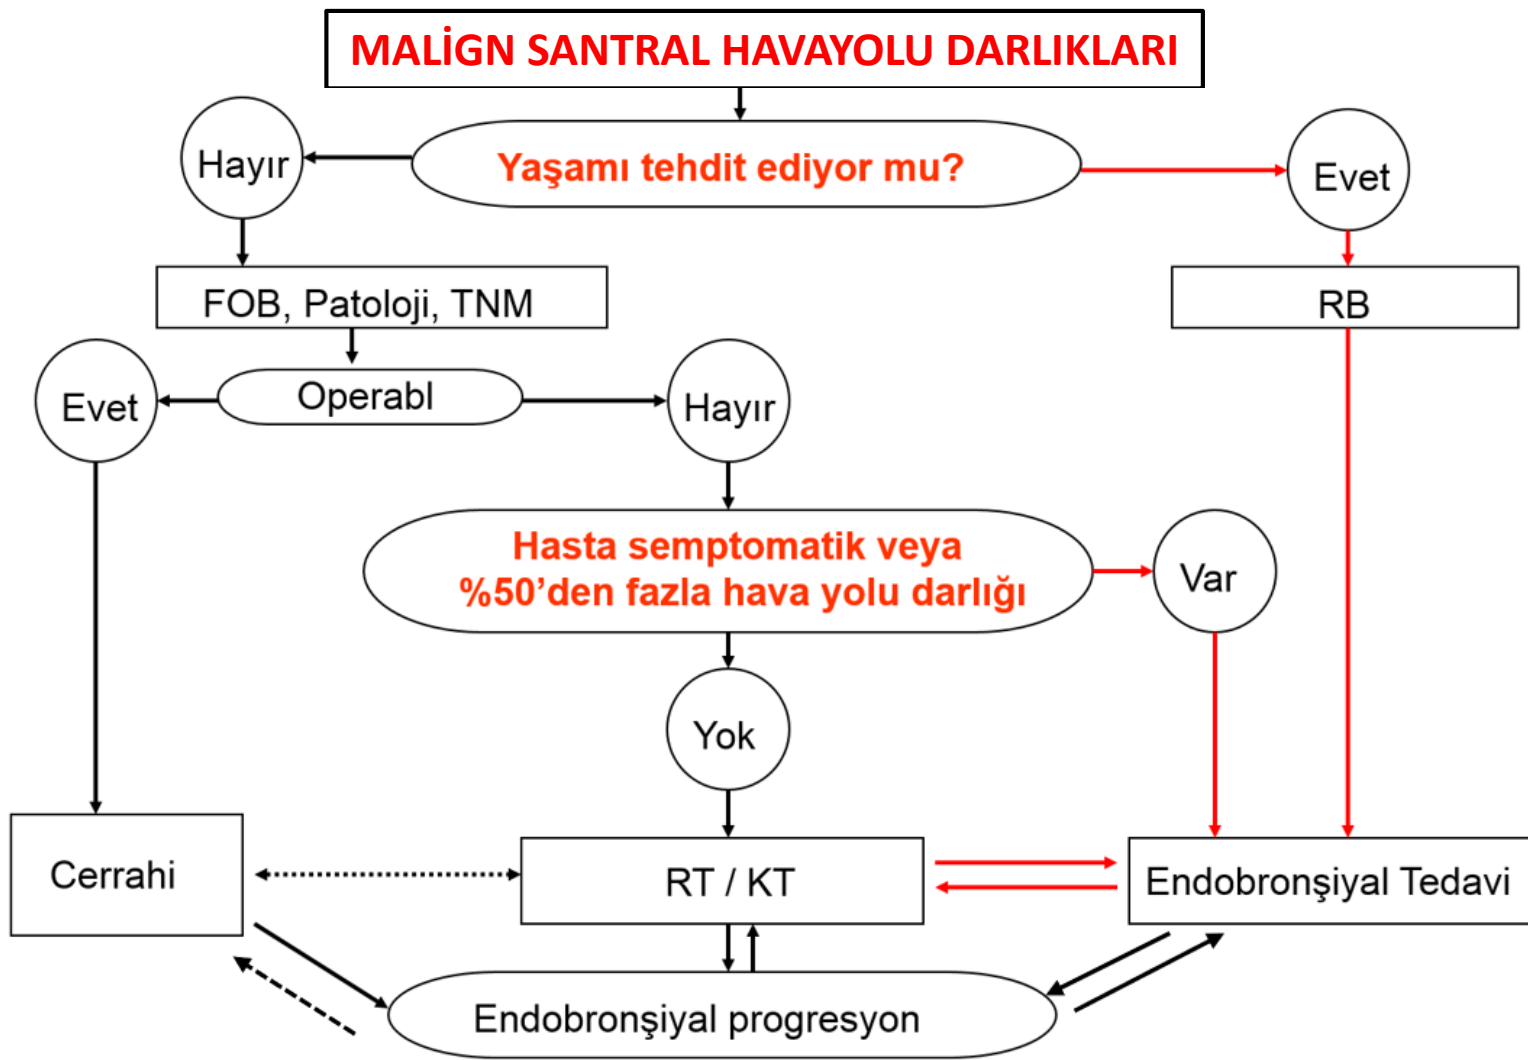 MALİGN SANTRAL HAVAYOLU DARLIKLARI
Hayır
Yaşamı tehdit ediyor mu?
Evet
FOB, Patoloji, TNM
RB
Evet
Operabl
Hayır
Hasta semptomatik veya
%50’den fazla hava yolu darlığı
Var
Yok
Cerrahi
RT / KT
Endobronşiyal Tedavi
Endobronşiyal progresyon